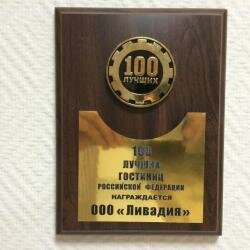 100
ЛУЧШИХ
100
ЛУЧШИХ
ГОСТИНИЦ
РОССИЙСКОЙ ФЕДЕРАЦИИ
НАГРАЖДАЕТСЯ
ООО «Ливадия»